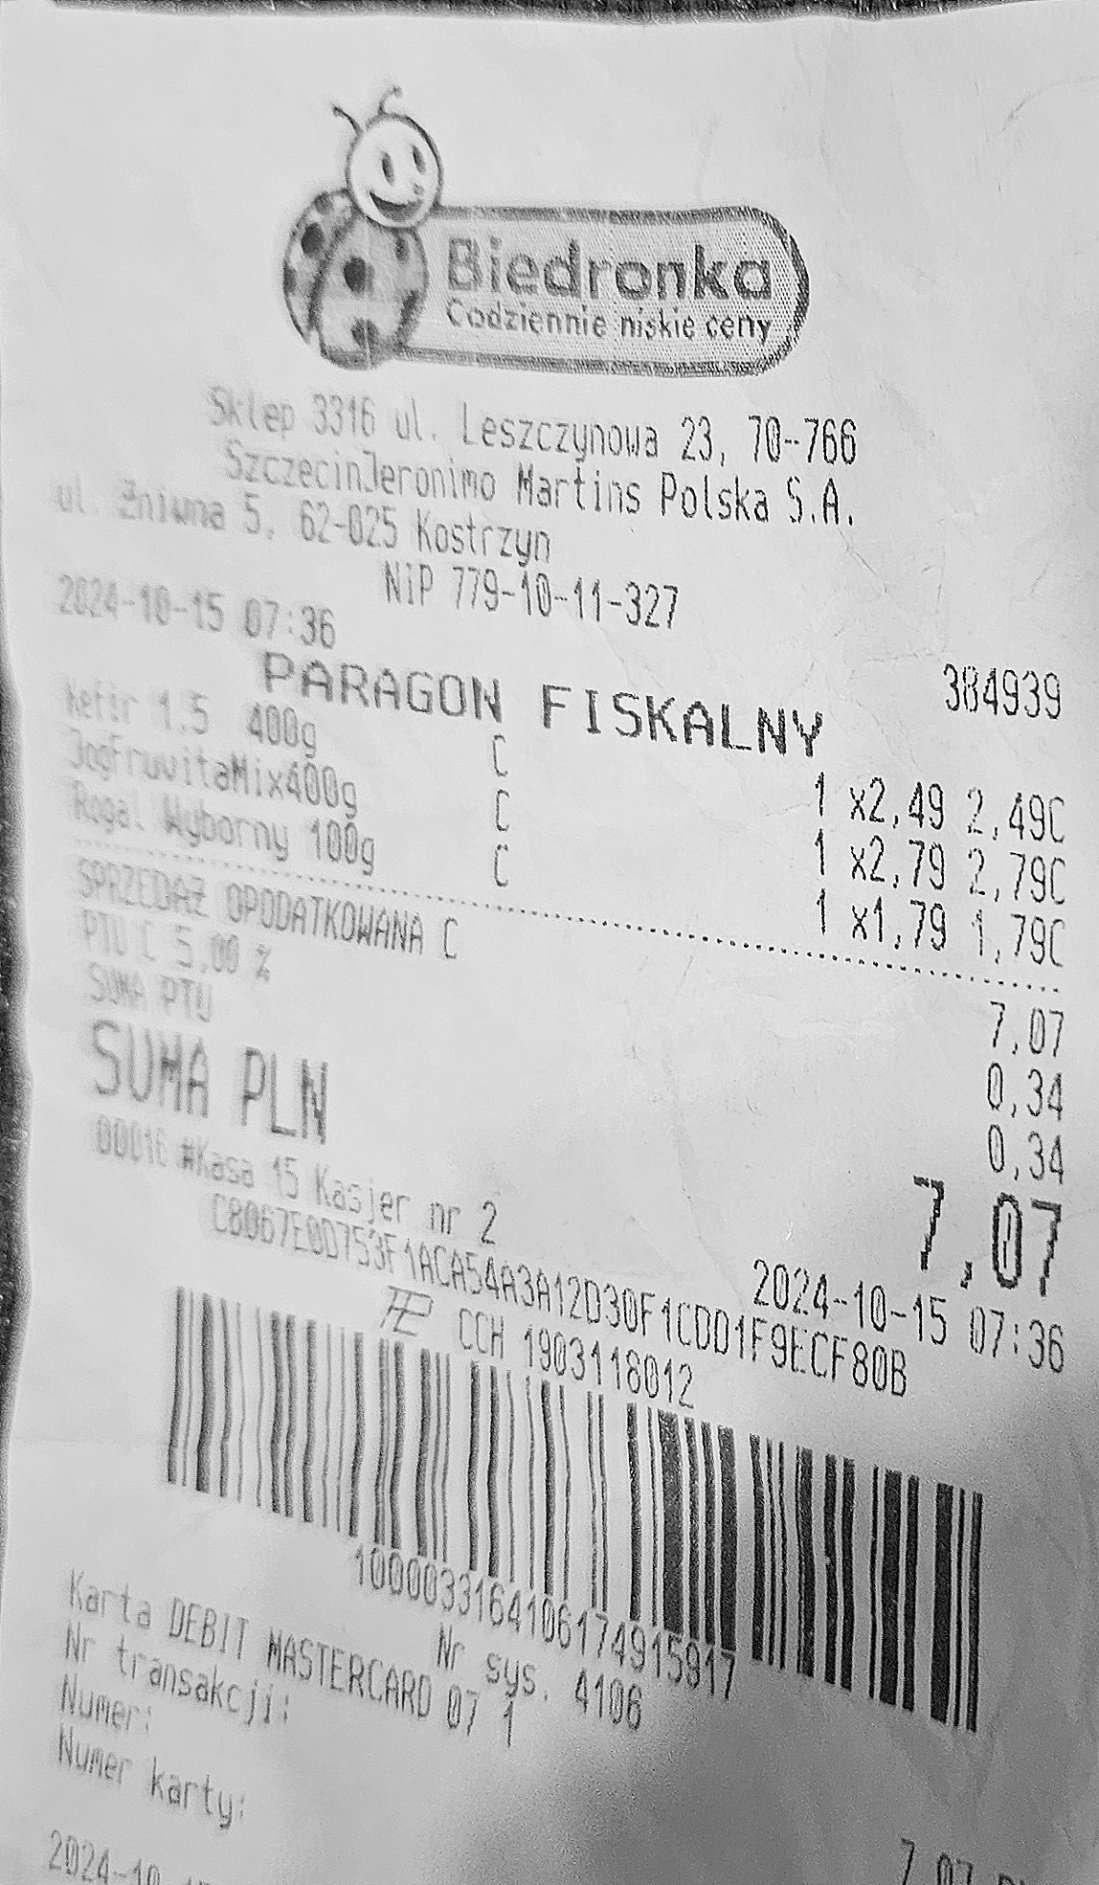 Biedronka
Codziennie niskie ceny
Sklep 3316 ul. Leszczynowa 23, 70-766
SzczecinJeronimo Martins Polska S.A.
ul. Żniwna 5, 62-025 Kostrzyn
NIP 779-10-11-327
2024-10-15 07:36 384939
PARAGON FISKALNY
Kefir 1,5 400g C 1 x2,49 2,49C
JogFruvitaMix400g C 1 x2,79 2,79C
Rogal Wyborny 100g C 1 x1,79 1,79C
SPRZEDAŻ OPODATKOWANA C 7,07
PTU C 5,00 % 0,34
SUMA PTU 0,34
SUMA PLN 7,07
00016 #Kasa 15 Kasjer nr 2 2024-10-15 07:36
C8067E0D753F1ACA54A3A12D30F1CDD1F9ECF80B
CCH 1903118012
1000033164106174915917
Nr sys. 4106
Karta DEBIT MASTERCARD 07 1
Nr transakcji:
Numer:
Numer karty:
2024-10 7,07